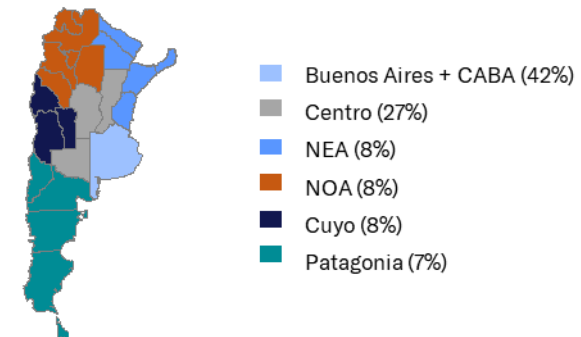 Buenos Aires + CABA (42%)
Centro (27%)
NEA (8%)
NOA (8%)
Cuyo (8%)
Patagonia (7%)